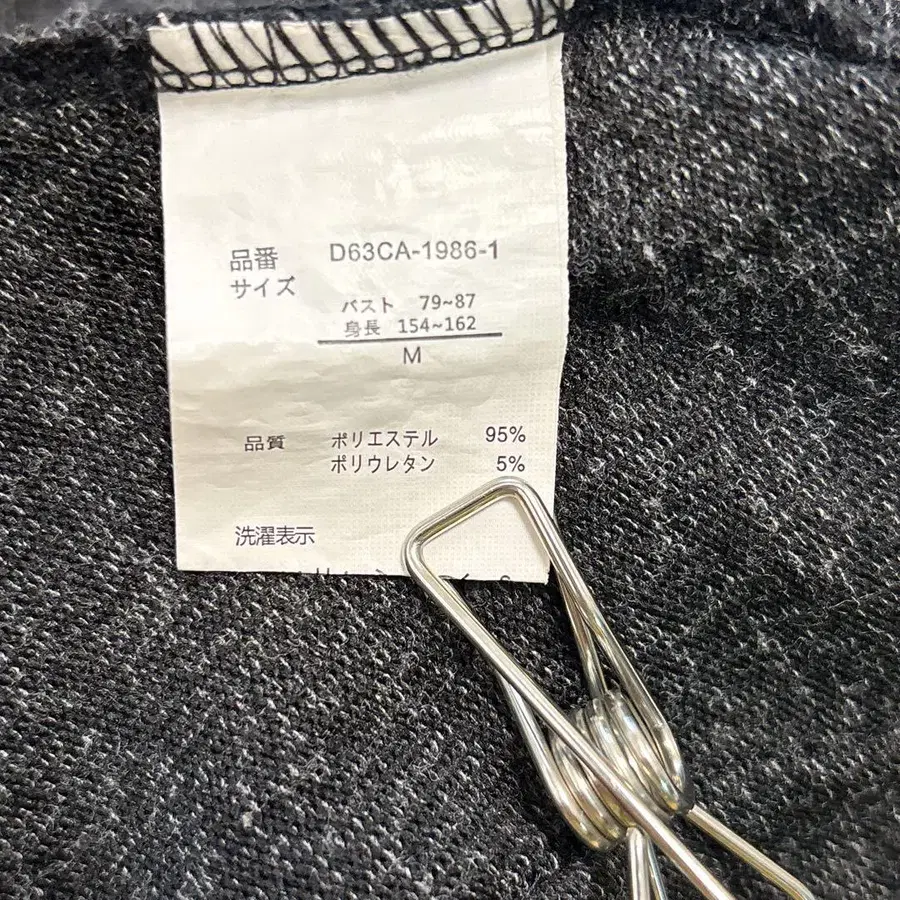 品番 D63CA-1986-1
サイズ
バスト 79~87
身長 154~162
M
品質 ポリエステル 95%
ポリウレタン 5%
洗濯表示